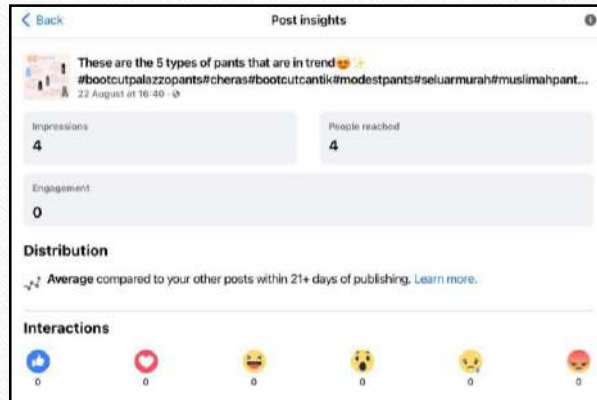 Back
Post insights
These are the 5 types of pants that are in trend😍✨
#bootcutpalazzopants#cheras#bootcutcantik#modestpants#seluarmurah#muslimahpant...
22 August at 16:40 ·
Impressions
4
People reached
4
Engagement
0
Distribution
Average compared to your other posts within 21+ days of publishing. Learn more.
Interactions
0 0 0 0 0 0